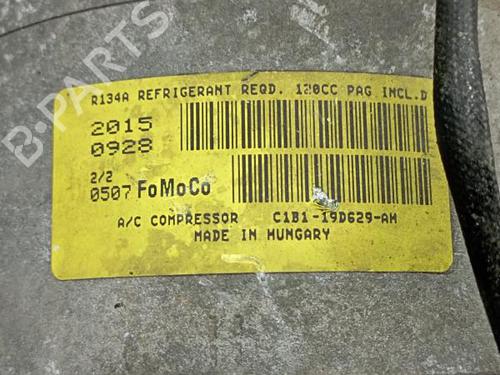 R134A REFRIGERANT REQD. 120CC PAG INCL.D
2015
0928
2/2
0507 FoMoCo
A/C COMPRESSOR C1B1-19D629-AM
MADE IN HUNGARY
B-PARTS